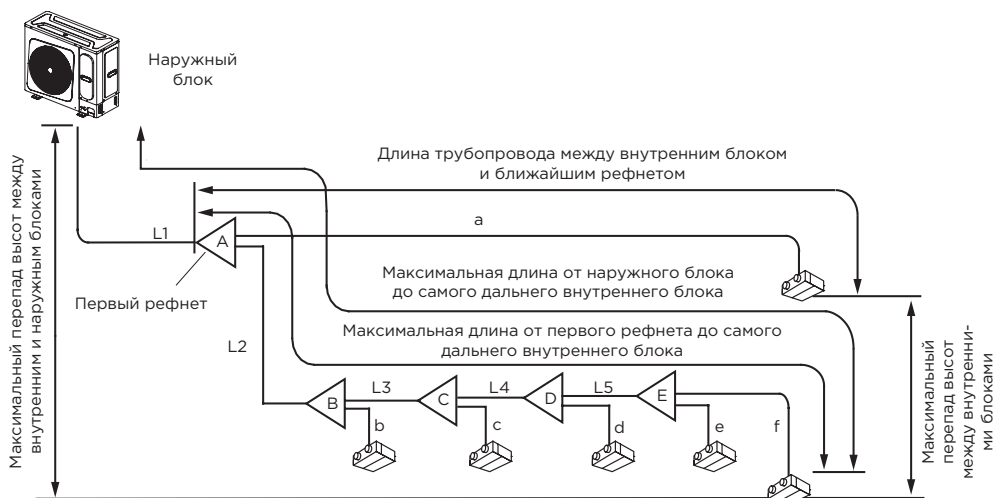 Наружный
блок
Длина трубопровода между внутренним блоком
и ближайшим рефнетом
Максимальный перепад высот между
внутренним и наружным блоками
L1
A
a
Первый рефнет
Максимальная длина от наружного блока
до самого дальнего внутреннего блока
L2
Максимальная длина от первого рефнета до самого
дальнего внутреннего блока
Максимальный
перепад высот
между внутренни-
ми блоками
B
L3
C
L4
D
L5
E
b
c
d
e
f